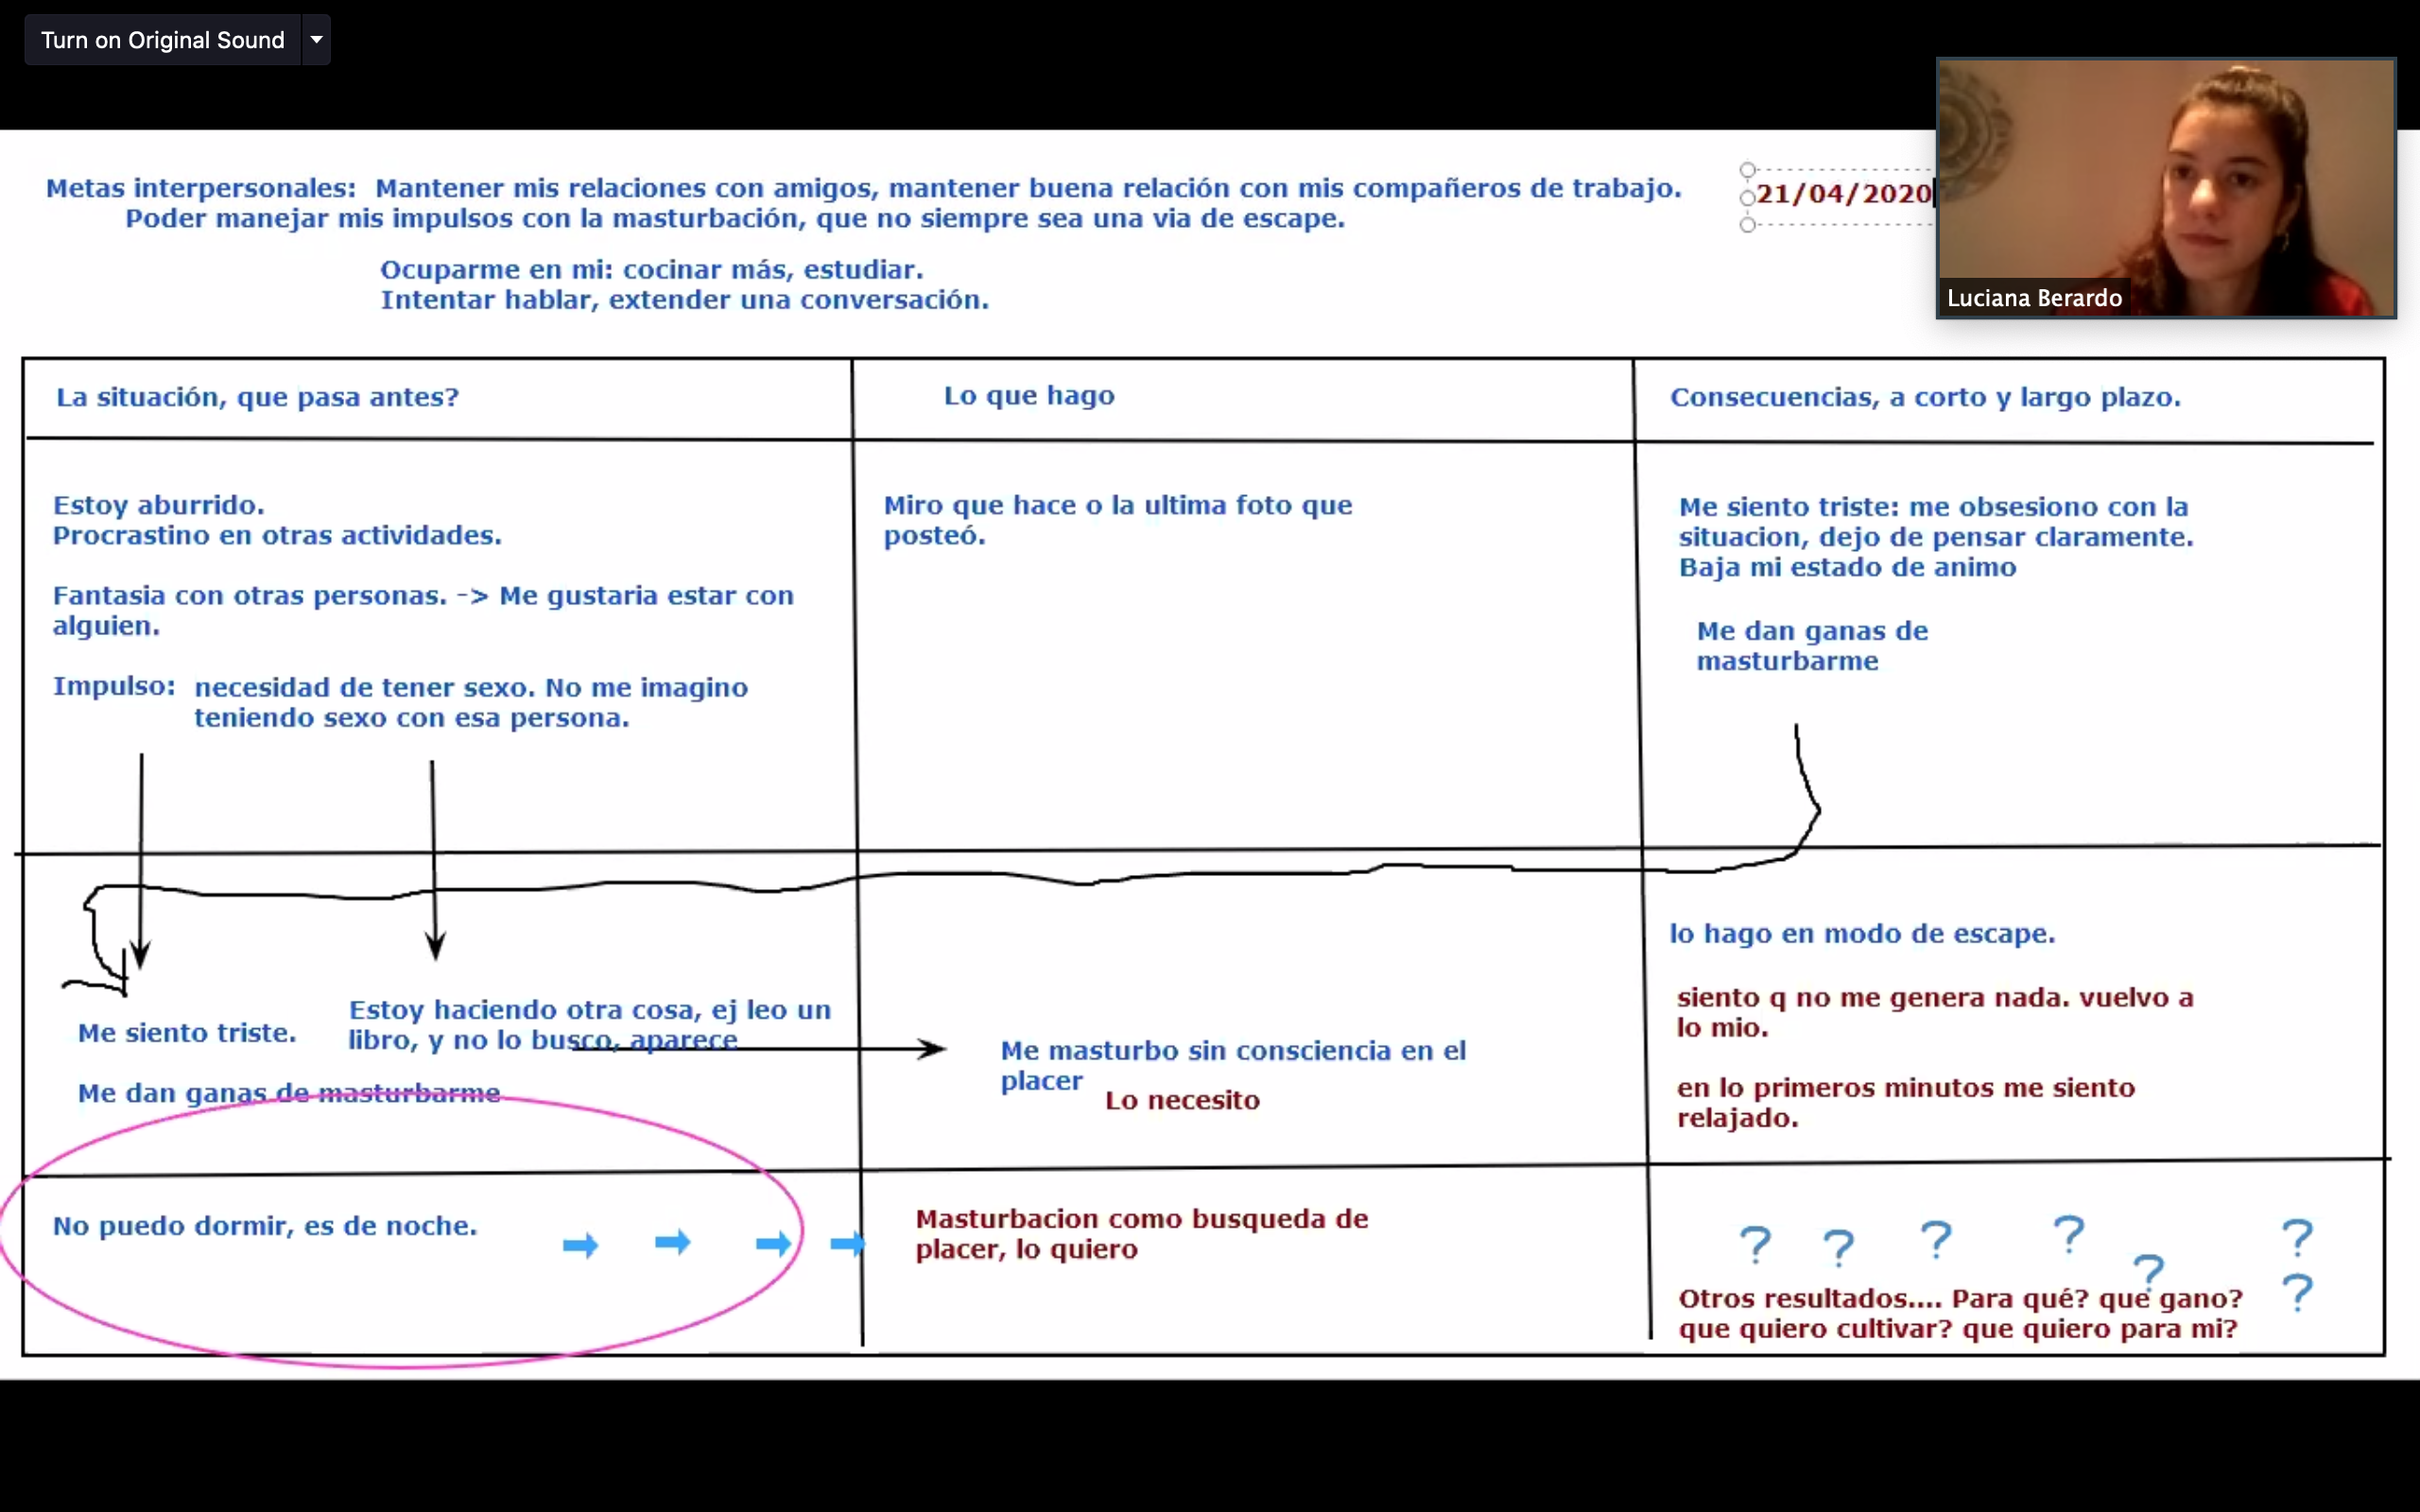 Turn on Original Sound
Metas interpersonales: Mantener mis relaciones con amigos, mantener buena relación con mis compañeros de trabajo.
Poder manejar mis impulsos con la masturbación, que no siempre sea una via de escape.
21/04/2020
Luciana Berardo
Ocuparme en mi: cocinar más, estudiar.
Intentar hablar, extender una conversación.
La situación, que pasa antes?
Lo que hago
Consecuencias, a corto y largo plazo.
Estoy aburrido.
Procrastino en otras actividades.
Fantasia con otras personas. -> Me gustaria estar con
alguien.
Impulso: necesidad de tener sexo. No me imagino
teniendo sexo con esa persona.
Miro que hace o la ultima foto que
posteó.
Me siento triste: me obsesiono con la
situacion, dejo de pensar claramente.
Baja mi estado de animo
Me dan ganas de
masturbarme
Me siento triste.
Me dan ganas de masturbarme
Estoy haciendo otra cosa, ej leo un
libro, y no lo busco, aparece
Me masturbo sin consciencia en el
placer
Lo necesito
lo hago en modo de escape.
siento q no me genera nada. vuelvo a
lo mio.
en lo primeros minutos me siento
relajado.
No puedo dormir, es de noche.
Masturbacion como busqueda de
placer, lo quiero
? ? ? ? ? ? ?
Otros resultados.... Para qué? que gano?
que quiero cultivar? que quiero para mi?